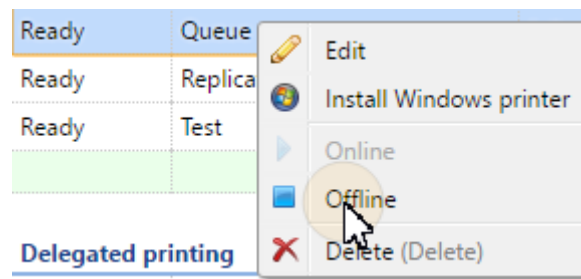 Ready Queue
Edit
Ready Replica
Install Windows printer
Ready Test
Online
Offline
Delegated printing
Delete (Delete)